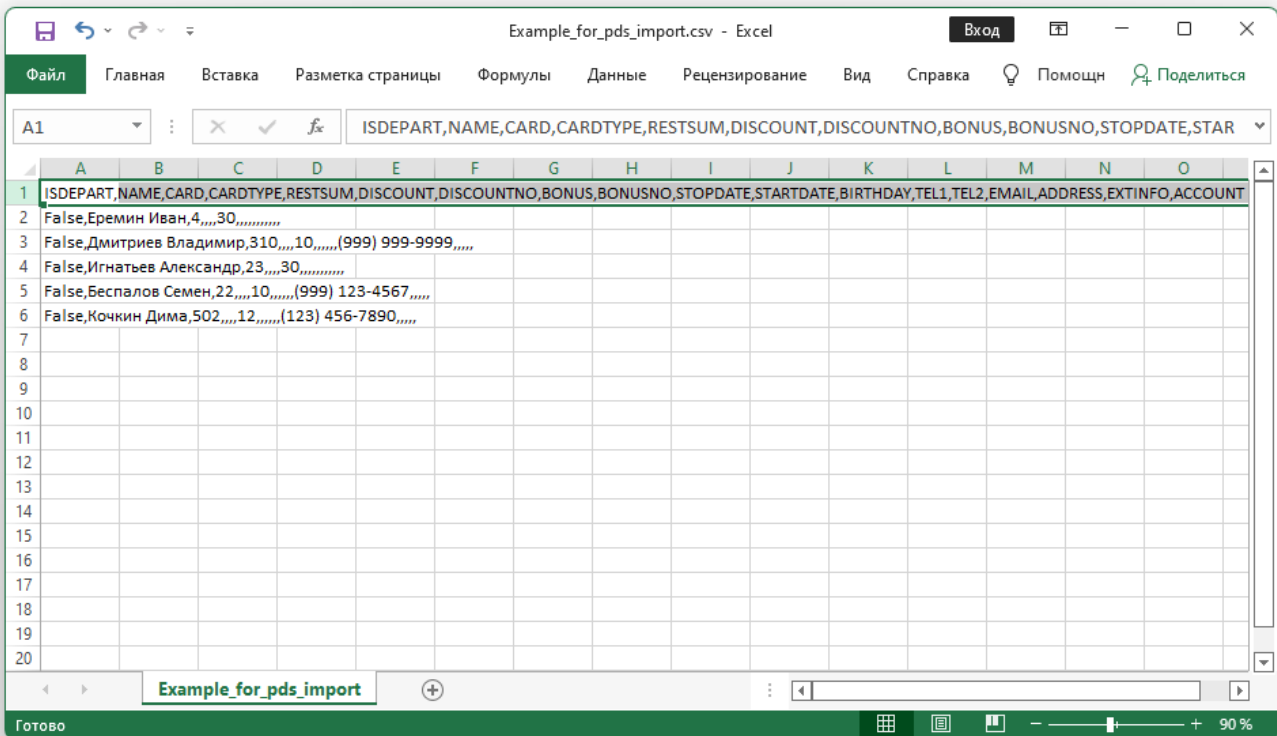 Example_for_pds_import.csv - Excel
Вход
Файл Главная Вставка Разметка страницы Формулы Данные Рецензирование Вид Справка Помощн Поделиться
A1 fx ISDEPART,NAME,CARD,CARDTYPE,RESTSUM,DISCOUNT,DISCOUNTNO,BONUS,BONUSNO,STOPDATE,STAR
A B C D E F G H I J K L M N O
1 ISDEPART,NAME,CARD,CARDTYPE,RESTSUM,DISCOUNT,DISCOUNTNO,BONUS,BONUSNO,STOPDATE,STARTDATE,BIRTHDAY,TEL1,TEL2,EMAIL,ADDRESS,EXTINFO,ACCOUNT
2 False,Еремин Иван,4,,,,30,,,,,,,,,,,
3 False,Дмитриев Владимир,310,,,,10,,,,,,(999) 999-9999,,,,,
4 False,Игнатьев Александр,23,,,,30,,,,,,,,,,,
5 False,Беспалов Семен,22,,,,10,,,,,,(999) 123-4567,,,,,
6 False,Кочкин Дима,502,,,,12,,,,,,(123) 456-7890,,,,,
7
8
9
10
11
12
13
14
15
16
17
18
19
20
Example_for_pds_import
Готово 90 %